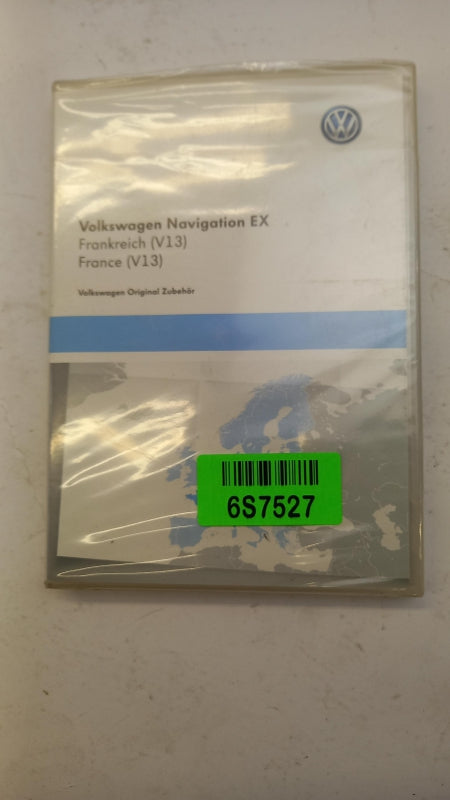 Volkswagen Navigation EX
Frankreich (V13)
France (V13)
Volkswagen Original Zubehör
6S7527